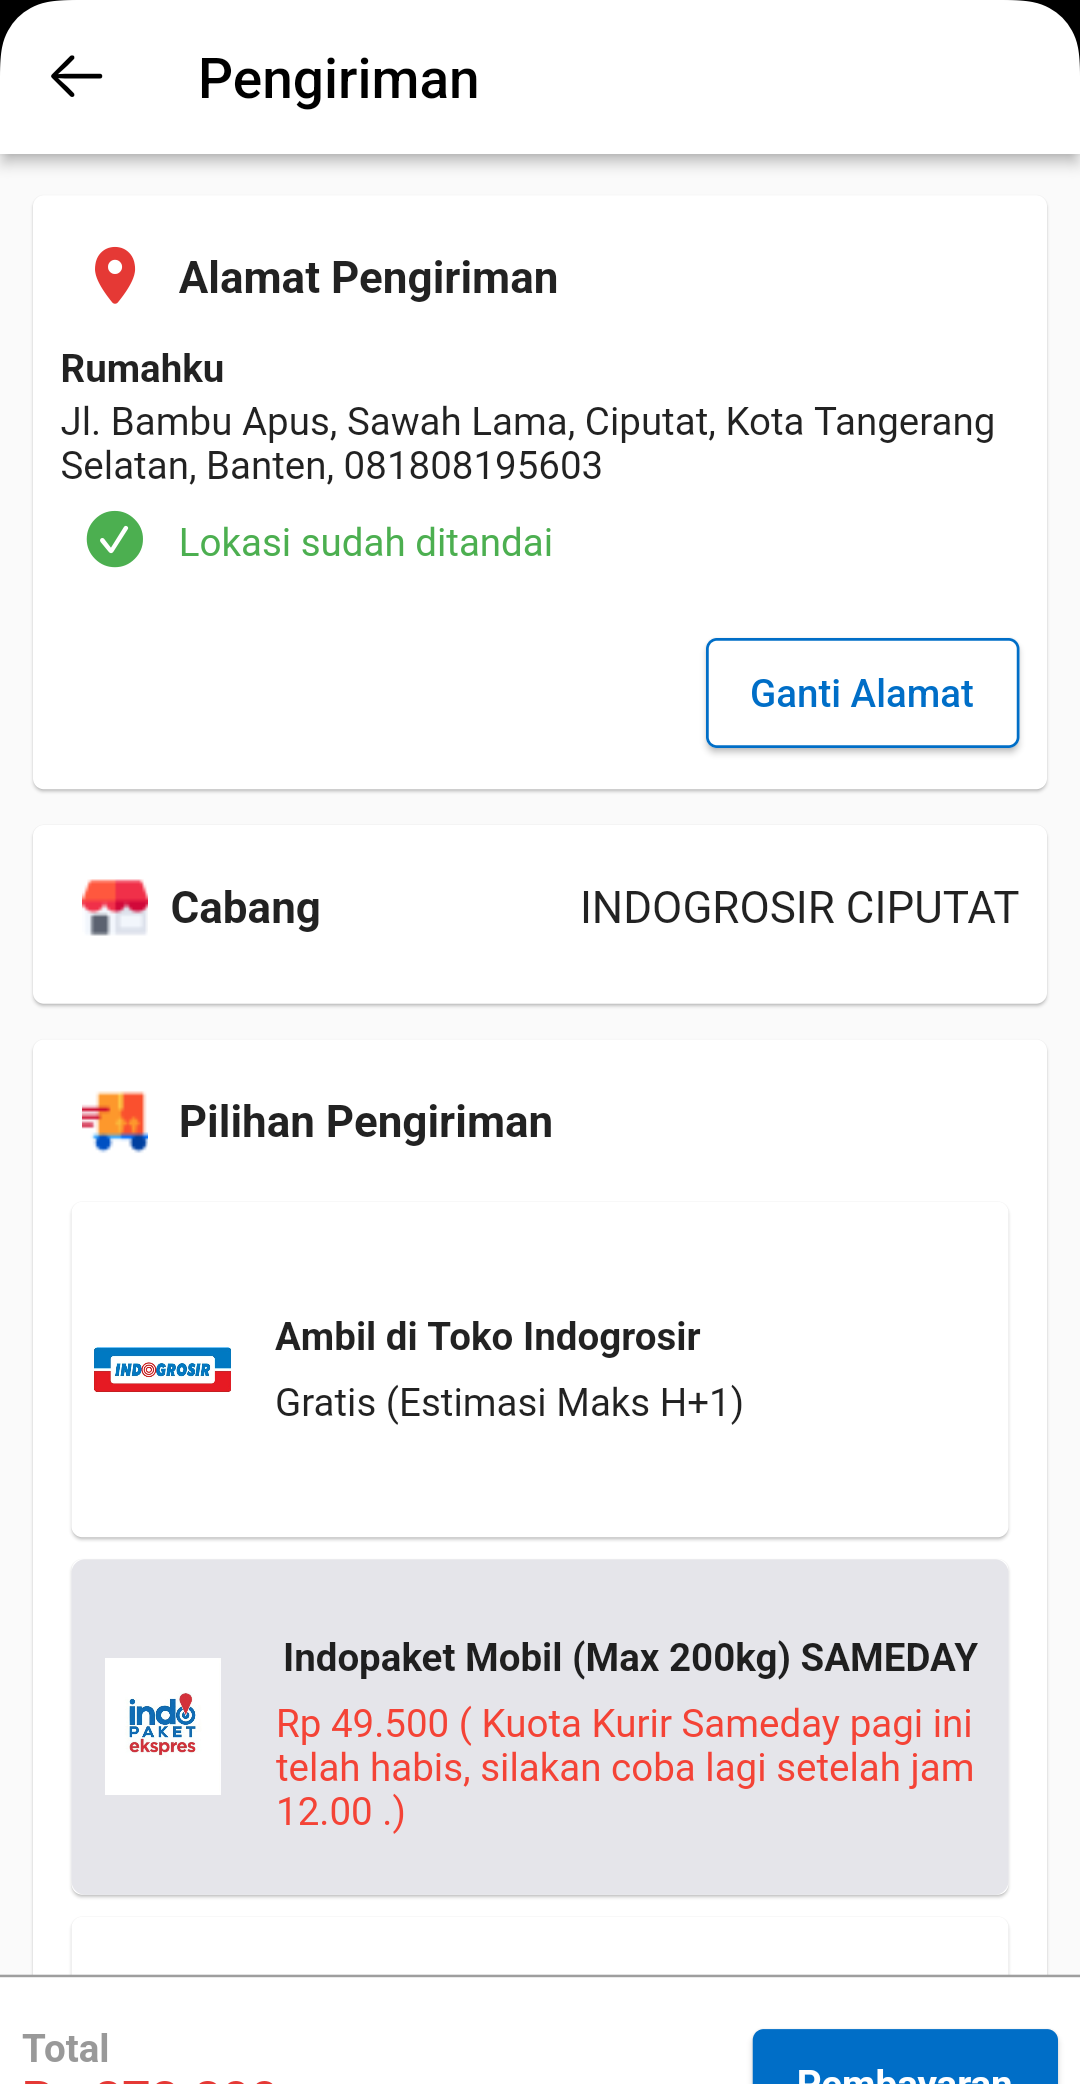 Pengiriman
Alamat Pengiriman
Rumahku
Jl. Bambu Apus, Sawah Lama, Ciputat, Kota Tangerang
Selatan, Banten, 081808195603
Lokasi sudah ditandai
Ganti Alamat
Cabang
INDOGROSIR CIPUTAT
Pilihan Pengiriman
INDOGROSIR
Ambil di Toko Indogrosir
Gratis (Estimasi Maks H+1)
indo
PAKET
ekspres
Indopaket Mobil (Max 200kg) SAMEDAY
Rp 49.500 ( Kuota Kurir Sameday pagi ini
telah habis, silakan coba lagi setelah jam
12.00 .)
Total
Pembayaran